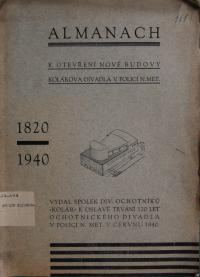 ALMANACH
K OTEVŘENÍ NOVÉ BUDOVY
KOLÁROVA DIVADLA V POLICI N. MET.
1820
1940
VYDAL SPOLEK DIV. OCHOTNÍKŮ
»KOLÁR« K OSLAVĚ TRVÁNÍ 120 LET
OCHOTNICKÉHO DIVADLA
V POLICI N. MET. V ČERVNU 1940